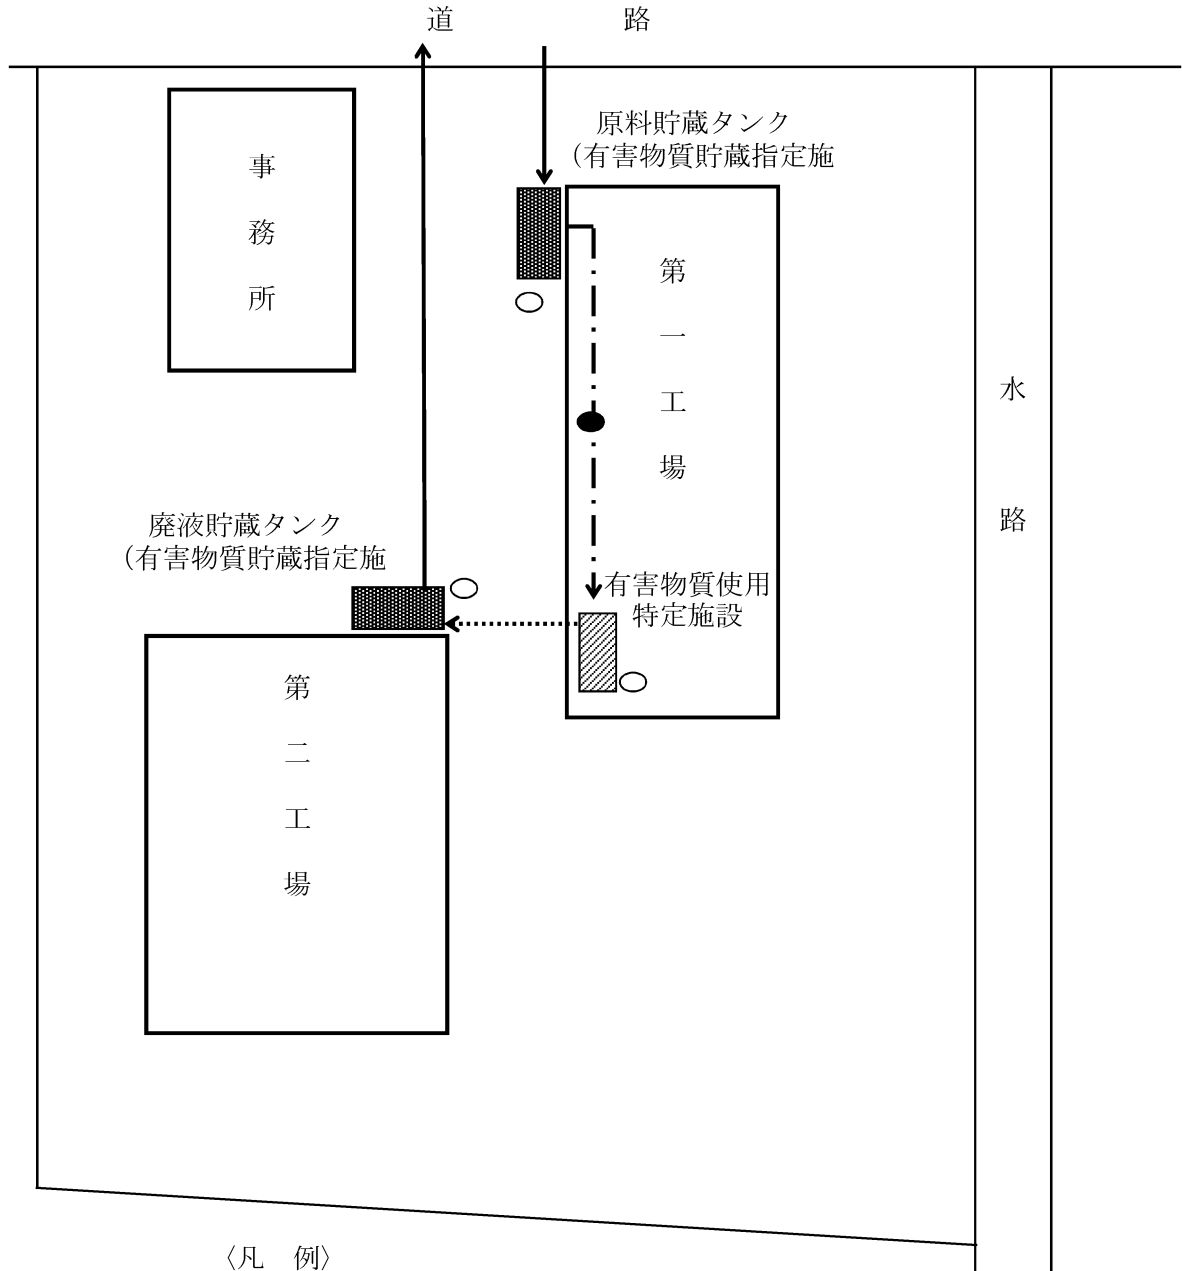 道　路
原料貯蔵タンク
（有害物質貯蔵指定施
事務所
第一工場
水路
廃液貯蔵タンク
（有害物質貯蔵指定施
有害物質使用
特定施設
第二工場
〈凡　例〉